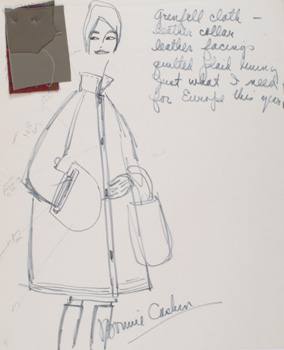 Grenfell cloth –
leather collar
leather facings
quilted plaid lining
just what I need
for Europe this year!
Bonnie Cashin